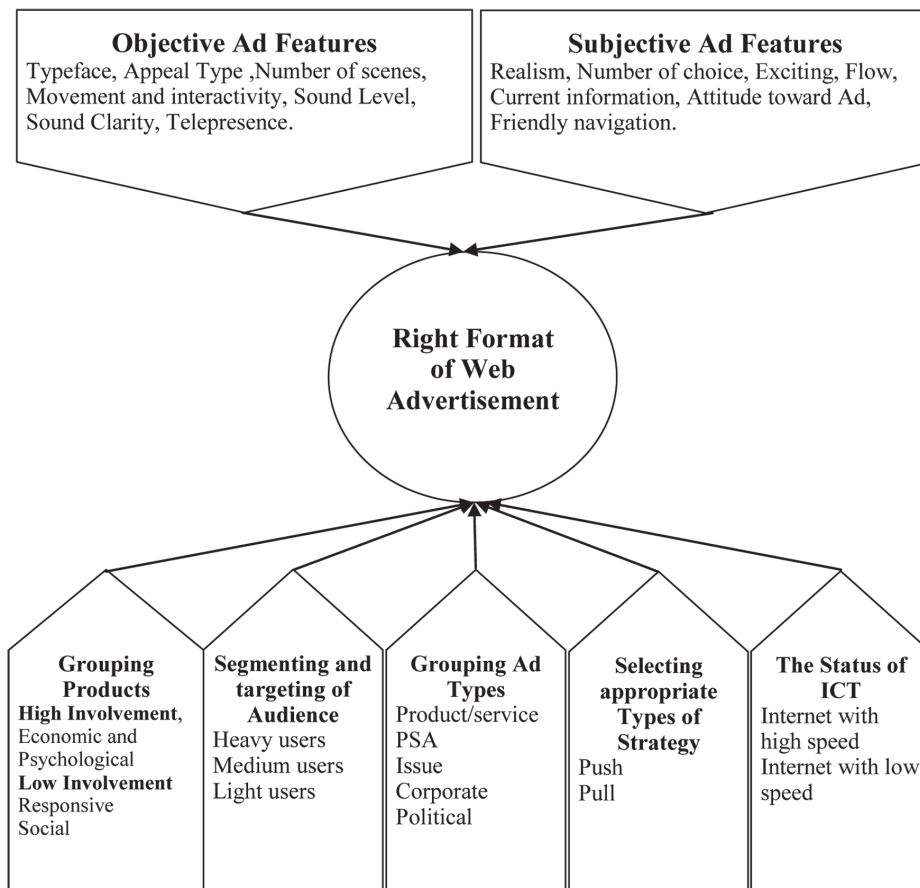 Objective Ad Features
Typeface, Appeal Type ,Number of scenes,
Movement and interactivity, Sound Level,
Sound Clarity, Telepresence.
Subjective Ad Features
Realism, Number of choice, Exciting, Flow,
Current information, Attitude toward Ad,
Friendly navigation.
Right Format
of Web
Advertisement
Grouping
Products
High Involvement,
Economic and
Psychological
Low Involvement
Responsive
Social
Segmenting and
targeting of
Audience
Heavy users
Medium users
Light users
Grouping Ad
Types
Product/service
PSA
Issue
Corporate
Political
Selecting
appropriate
Types of
Strategy
Push
Pull
The Status of
ICT
Internet with
high speed
Internet with low
speed